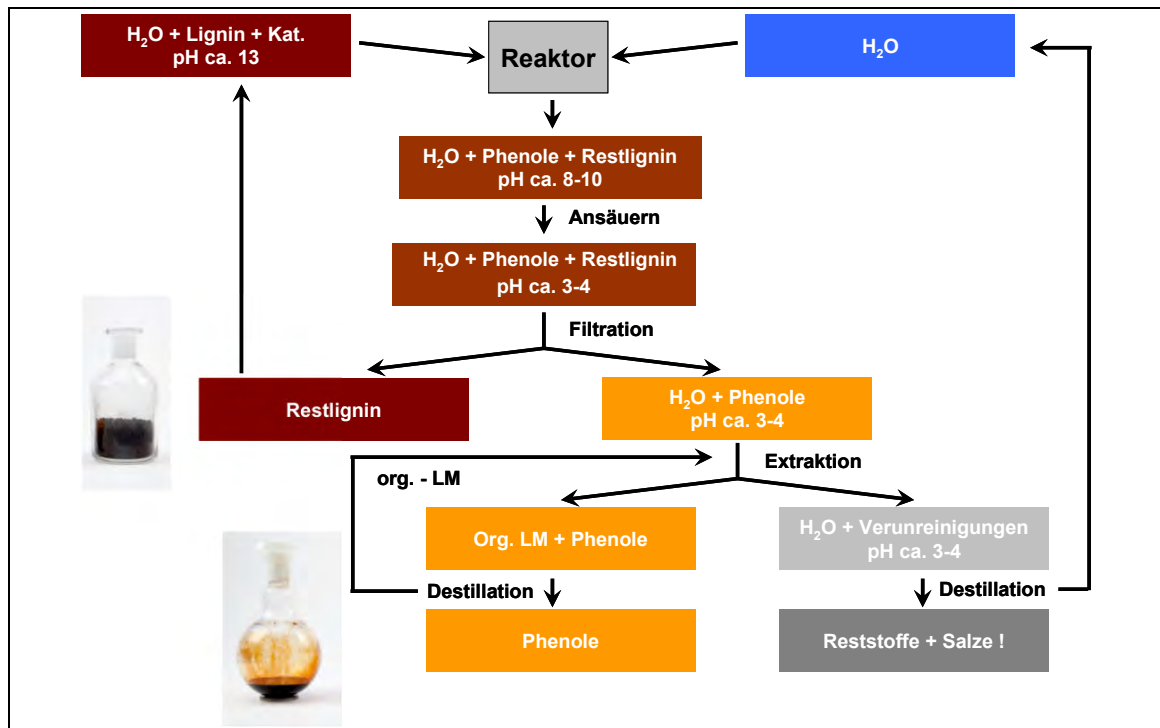 H₂O + Lignin + Kat.
pH ca. 13
Reaktor
H₂O
H₂O + Phenole + Restlignin
pH ca. 8-10
Ansäuern
H₂O + Phenole + Restlignin
pH ca. 3-4
Filtration
Restlignin
H₂O + Phenole
pH ca. 3-4
org. - LM
Extraktion
Org. LM + Phenole
H₂O + Verunreinigungen
pH ca. 3-4
Destillation
Destillation
Phenole
Reststoffe + Salze !